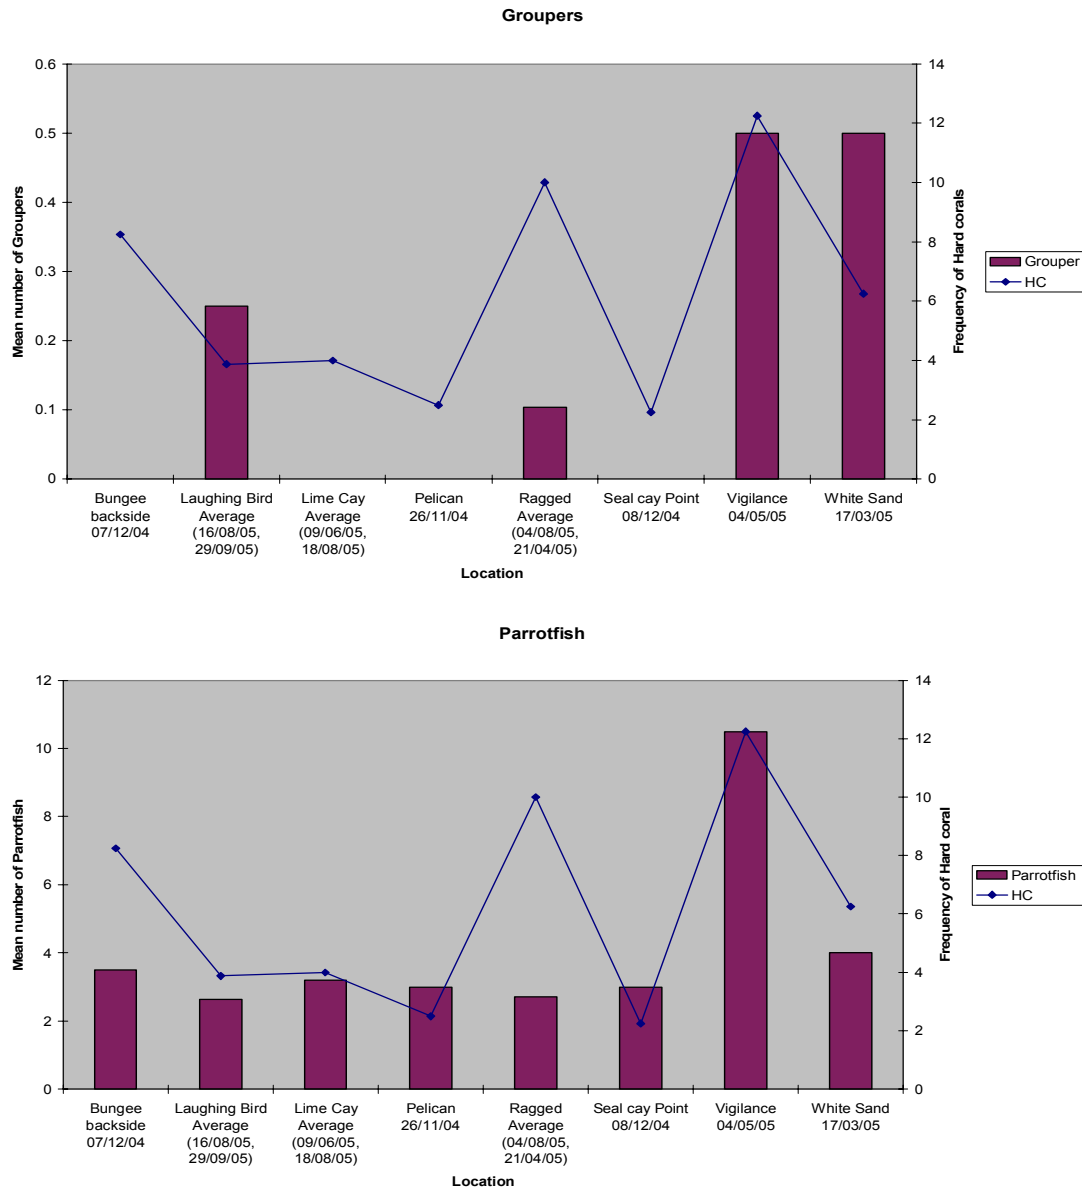 Groupers
0.6
0.5
0.4
0.3
0.2
0.1
0
Mean number of Groupers
14
12
10
8
6
4
2
0
Frequency of Hard corals
Grouper
HC
Bungee
backside
07/12/04
Laughing Bird
Average
(16/08/05,
29/09/05)
Lime Cay
Average
(09/06/05,
18/08/05)
Pelican
26/11/04
Ragged
Average
(04/08/05,
21/04/05)
Seal cay Point
08/12/04
Vigilance
04/05/05
White Sand
17/03/05
Location
Parrotfish
12
10
8
6
4
2
0
Mean number of Parrotfish
14
12
10
8
6
4
2
0
Frequency of Hard coral
Parrotfish
HC
Bungee
backside
07/12/04
Laughing Bird
Average
(16/08/05,
29/09/05)
Lime Cay
Average
(09/06/05,
18/08/05)
Pelican
26/11/04
Ragged
Average
(04/08/05,
21/04/05)
Seal cay Point
08/12/04
Vigilance
04/05/05
White Sand
17/03/05
Location